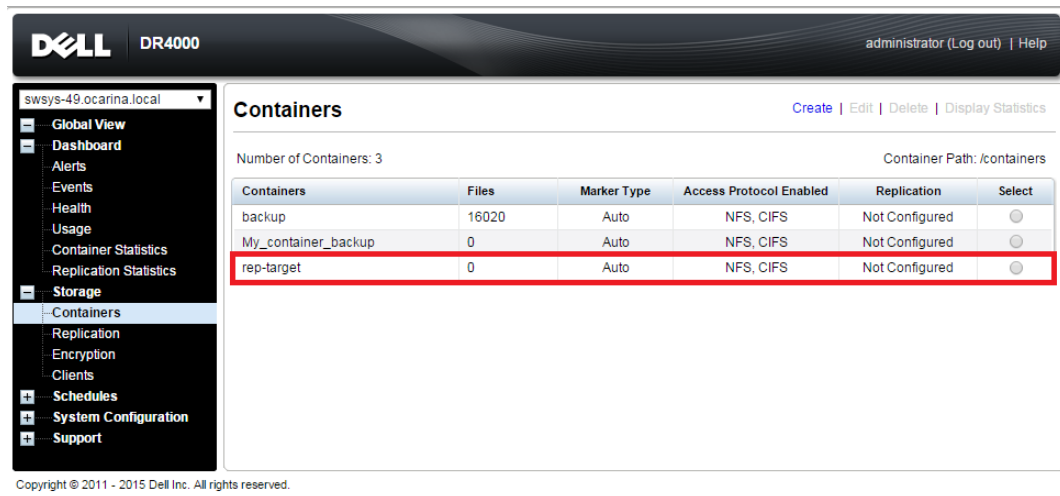 DELL DR4000 administrator (Log out) | Help
swsys-49.ocarina.local
Global View
Dashboard
Alerts
Events
Health
Usage
Container Statistics
Replication Statistics
Storage
Containers
Replication
Encryption
Clients
Schedules
System Configuration
Support
Containers Create | Edit | Delete | Display Statistics
Number of Containers: 3 Container Path: /containers
Containers Files Marker Type Access Protocol Enabled Replication Select
backup 16020 Auto NFS, CIFS Not Configured
My_container_backup 0 Auto NFS, CIFS Not Configured
rep-target 0 Auto NFS, CIFS Not Configured
Copyright © 2011 - 2015 Dell Inc. All rights reserved.